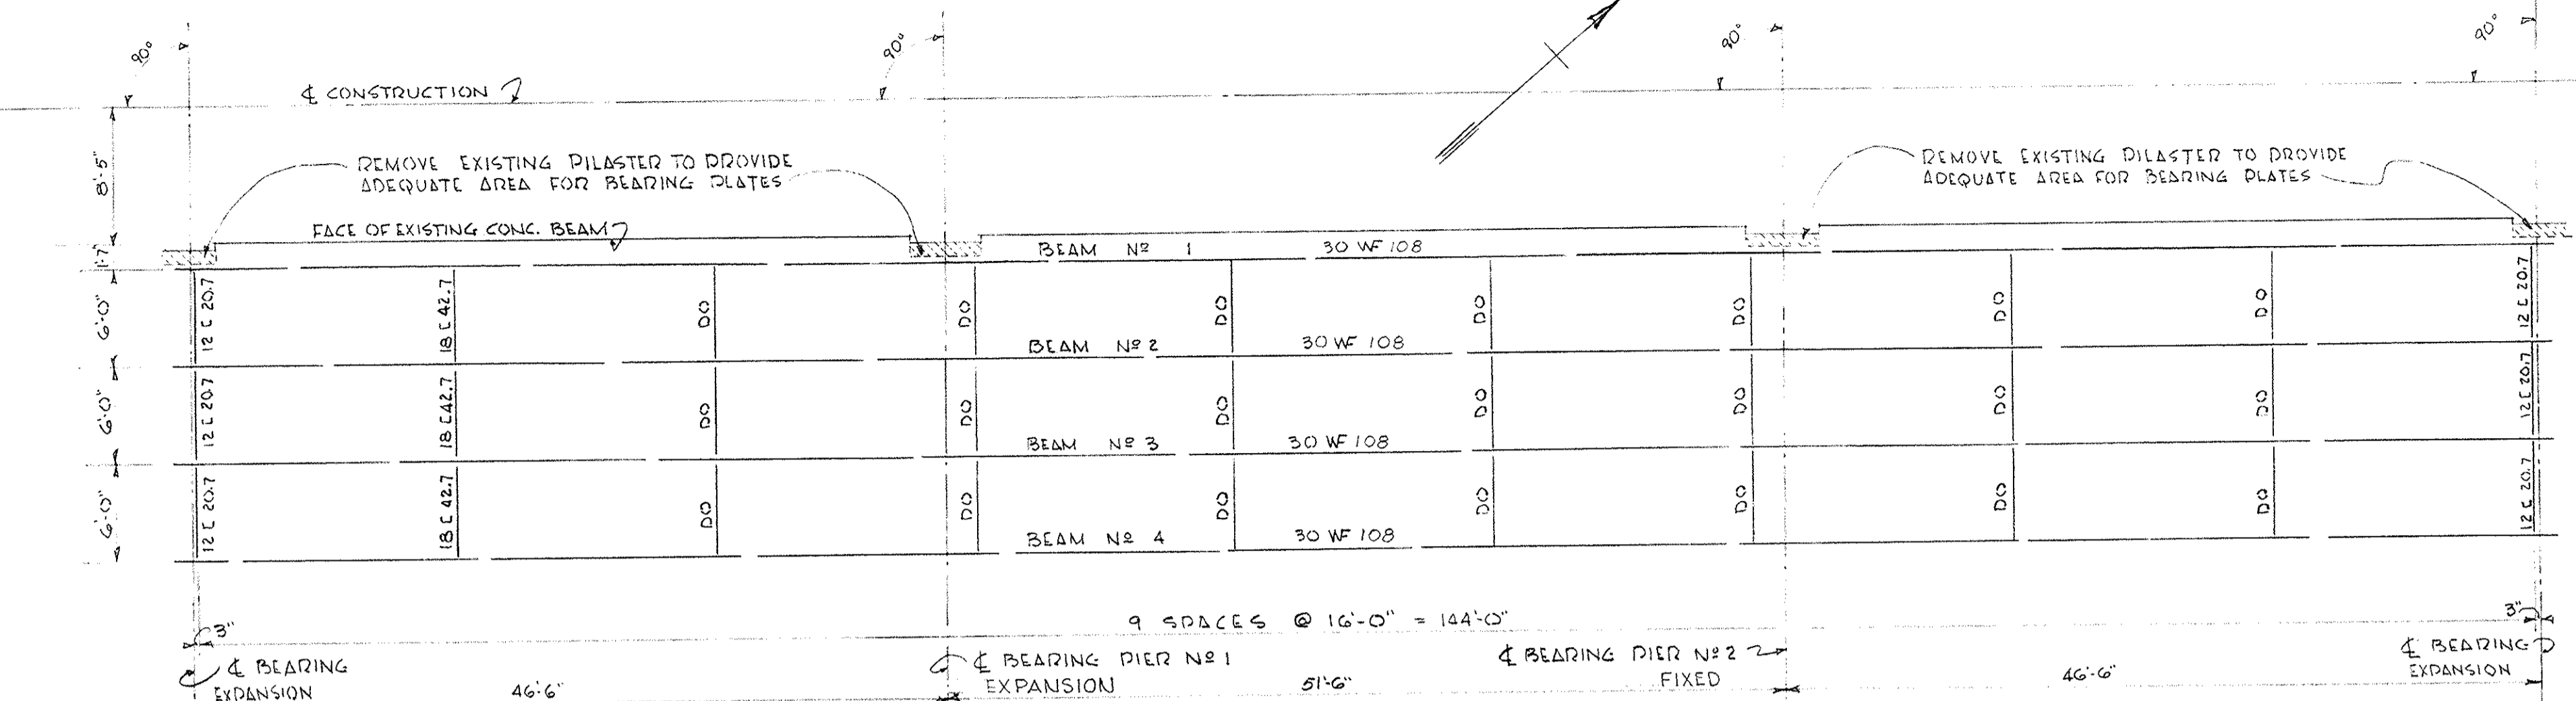 90°
90°
90°
90°
℄ CONSTRUCTION
8'-5"
REMOVE EXISTING PILASTER TO PROVIDE
ADEQUATE AREA FOR BEARING PLATES
REMOVE EXISTING PILASTER TO PROVIDE
ADEQUATE AREA FOR BEARING PLATES
FACE OF EXISTING CONC. BEAM
1'-7"
BEAM Nº 1 30 WF 108
6'-0"
12 [ 20.7
18 [ 42.7
DO
DO
DO
DO
DO
DO
DO
12 [ 20.7
BEAM Nº 2 30 WF 108
6'-0"
12 [ 20.7
18 [ 42.7
DO
DO
DO
DO
DO
DO
DO
12 [ 20.7
BEAM Nº 3 30 WF 108
6'-0"
12 [ 20.7
18 [ 42.7
DO
DO
DO
DO
DO
DO
DO
12 [ 20.7
BEAM Nº 4 30 WF 108
3"
9 SPACES @ 16'-0" = 144'-0"
3"
℄ BEARING
EXPANSION
46'-6"
℄ BEARING PIER Nº 1
EXPANSION
51'-6"
℄ BEARING PIER Nº 2
FIXED
46'-6"
℄ BEARING
EXPANSION